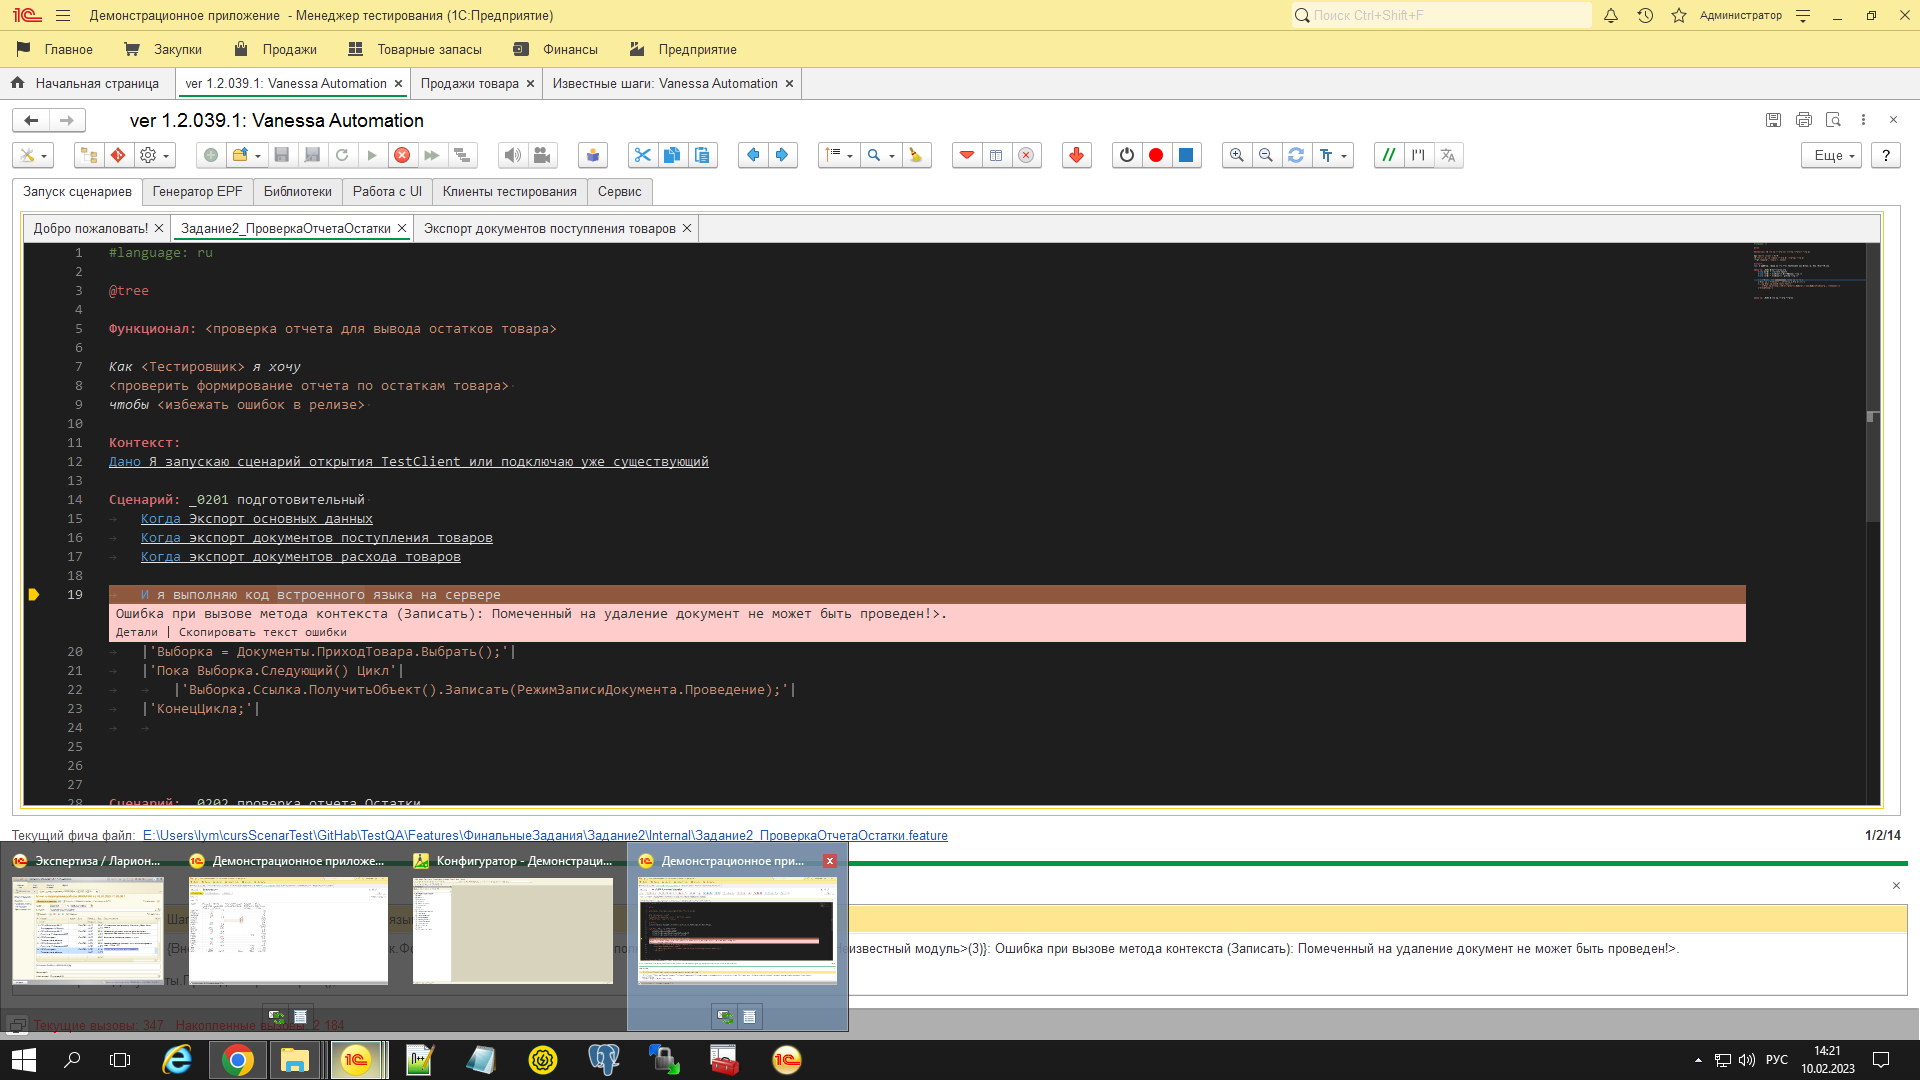 Демонстрационное приложение - Менеджер тестирования (1С:Предприятие)
Поиск Ctrl+Shift+F
Администратор
Главное Закупки Продажи Товарные запасы Финансы Предприятие
Начальная страница
ver 1.2.039.1: Vanessa Automation
Продажи товара
Известные шаги: Vanessa Automation
ver 1.2.039.1: Vanessa Automation
Еще
?
Запуск сценариев
Генератор EPF
Библиотеки
Работа с UI
Клиенты тестирования
Сервис
Добро пожаловать!
Задание2_ПроверкаОтчетаОстатки
Экспорт документов поступления товаров
1 #language: ru
2
3 @tree
4
5 Функционал: <проверка отчета для вывода остатков товара>
6
7 Как <Тестировщик> я хочу
8 <проверить формирование отчета по остаткам товара>
9 чтобы <избежать ошибок в релизе>
10
11 Контекст:
12 Дано Я запускаю сценарий открытия TestClient или подключаю уже существующий
13
14 Сценарий: _0201 подготовительный
15 Когда Экспорт основных данных
16 Когда экспорт документов поступления товаров
17 Когда экспорт документов расхода товаров
18
19 И я выполняю код встроенного языка на сервере
Ошибка при вызове метода контекста (Записать): Помеченный на удаление документ не может быть проведен!>.
Детали | Скопировать текст ошибки
20 |'Выборка = Документы.ПриходТовара.Выбрать();'|
21 |'Пока Выборка.Следующий() Цикл'|
22 |'Выборка.Ссылка.ПолучитьОбъект().Записать(РежимЗаписиДокумента.Проведение);'|
23 |'КонецЦикла;'|
24
25
26
27
28 Сценарий: _0202 проверка отчета Остатки
Текущий фича файл: E:\Users\lym\cursScenarTest\GitHab\TestQA\Features\ФинальныеЗадания\Задание2\Internal\Задание2_ПроверкаОтчетаОстатки.feature
1/2/14
Экспертиза / Ларион...
Демонстрационное приложе...
Конфигуратор - Демонстраци...
Демонстрационное при...
неизвестный модуль>(3)}: Ошибка при вызове метода контекста (Записать): Помеченный на удаление документ не может быть проведен!>.
Текущие вызовы: 347 Накопленные вызовы: 2 184
РУС
14:21
10.02.2023